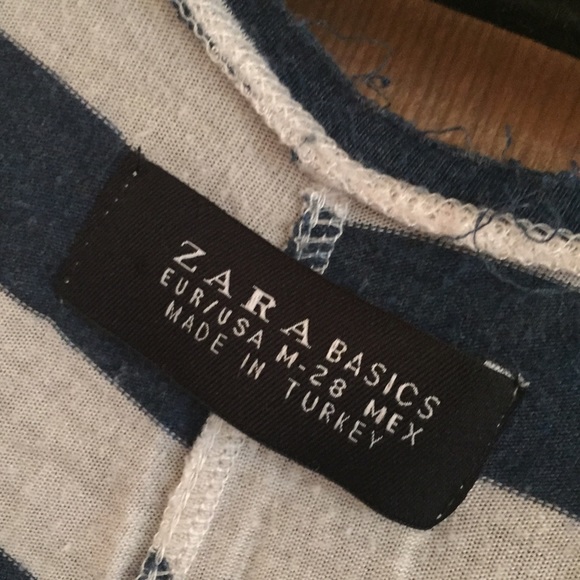 ZARA BASICS
EUR/USA M-28 MEX
MADE IN TURKEY